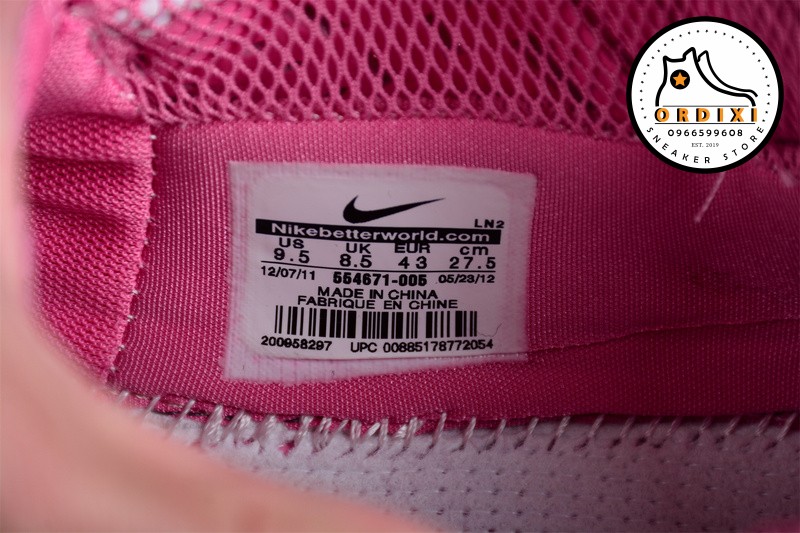 ORDIXI
0966599608
EST. 2019
SNEAKER STORE
LN2
Nikebetterworld.com
US UK EUR cm
9.5 8.5 43 27.5
12/07/11 554671-005 05/23/12
MADE IN CHINA
FABRIQUE EN CHINE
200958297 UPC 00885178772054